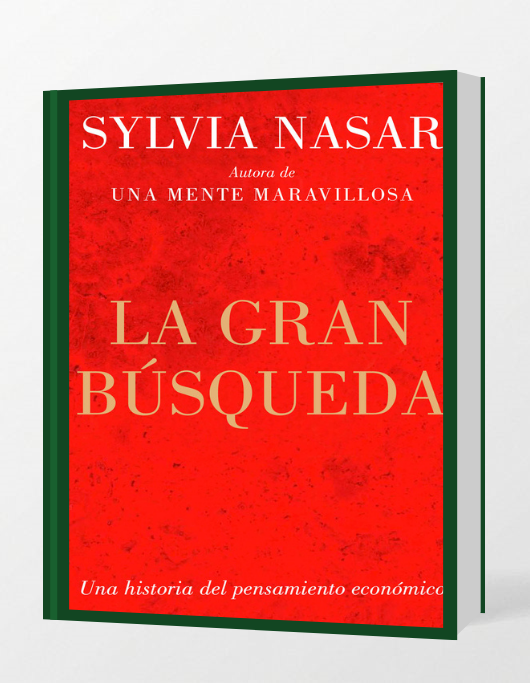 SYLVIA NASAR
Autora de
UNA MENTE MARAVILLOSA
LA GRAN
BÚSQUEDA
Una historia del pensamiento económico